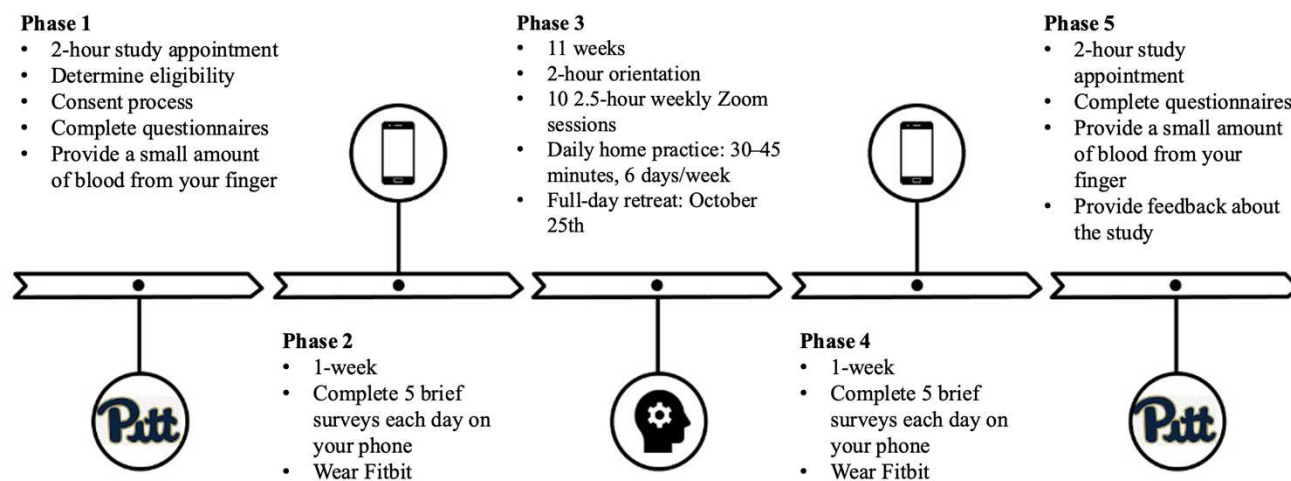 Phase 1
• 2-hour study appointment
• Determine eligibility
• Consent process
• Complete questionnaires
• Provide a small amount
of blood from your finger
Pitt
Phase 2
• 1-week
• Complete 5 brief
surveys each day on
your phone
• Wear Fitbit
Phase 3
• 11 weeks
• 2-hour orientation
• 10 2.5-hour weekly Zoom
sessions
• Daily home practice: 30–45
minutes, 6 days/week
• Full-day retreat: October
25th
Phase 4
• 1-week
• Complete 5 brief
surveys each day on
your phone
• Wear Fitbit
Phase 5
• 2-hour study
appointment
• Complete questionnaires
• Provide a small amount
of blood from your
finger
• Provide feedback about
the study
Pitt